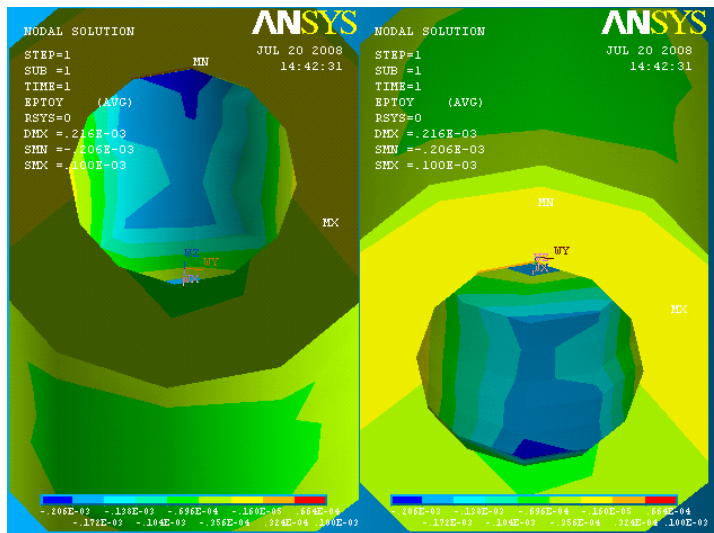 NODAL SOLUTION
ANSYS
STEP=1
SUB =1
TIME=1
EPTOY (AVG)
RSYS=0
DMX =.216E-03
SMN =-.206E-03
SMX =.100E-03
JUL 20 2008
14:42:31
MN
MX
WZ
WY
WX
-.206E-03 -.138E-03 -.696E-04 -.160E-05 .664E-04
-.172E-03 -.104E-03 -.356E-04 .324E-04 .100E-03
NODAL SOLUTION
ANSYS
STEP=1
SUB =1
TIME=1
EPTOY (AVG)
RSYS=0
DMX =.216E-03
SMN =-.206E-03
SMX =.100E-03
JUL 20 2008
14:42:31
MN
WY
WX
MX
-.206E-03 -.138E-03 -.696E-04 -.160E-05 .664E-04
-.172E-03 -.104E-03 -.356E-04 .324E-04 .100E-03